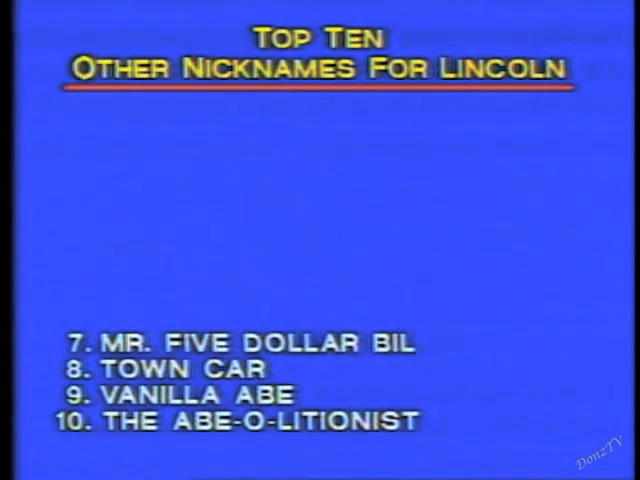 TOP TEN
OTHER NICKNAMES FOR LINCOLN
7. MR. FIVE DOLLAR BIL
8. TOWN CAR
9. VANILLA ABE
10. THE ABE-O-LITIONIST
DonzTV